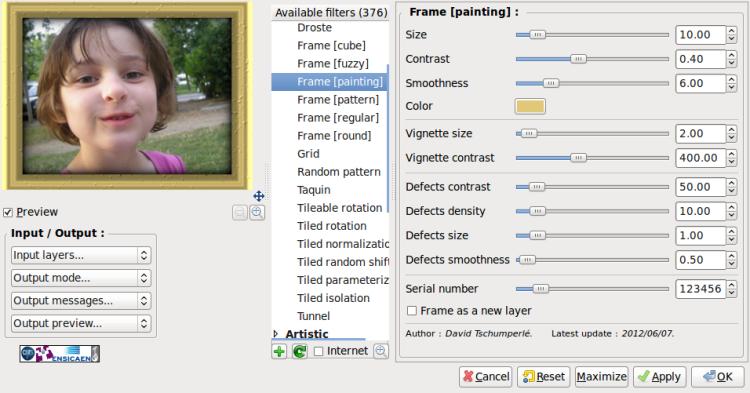 Available filters (376)
Droste
Frame [cube]
Frame [fuzzy]
Frame [painting]
Frame [pattern]
Frame [regular]
Frame [round]
Grid
Random pattern
Taquin
Tileable rotation
Tiled rotation
Tiled normalizatio
Tiled random shift
Tiled parameteriz
Tiled isolation
Tunnel
Artistic
Internet
Preview
Input / Output :
Input layers...
Output mode...
Output messages...
Output preview...
ENSICAEN
Frame [painting] :
Size 10.00
Contrast 0.40
Smoothness 6.00
Color
Vignette size 2.00
Vignette contrast 400.00
Defects contrast 50.00
Defects density 10.00
Defects size 1.00
Defects smoothness 0.50
Serial number 123456
Frame as a new layer
Author : David Tschumperlé. Latest update : 2012/06/07.
Cancel Reset Maximize Apply OK